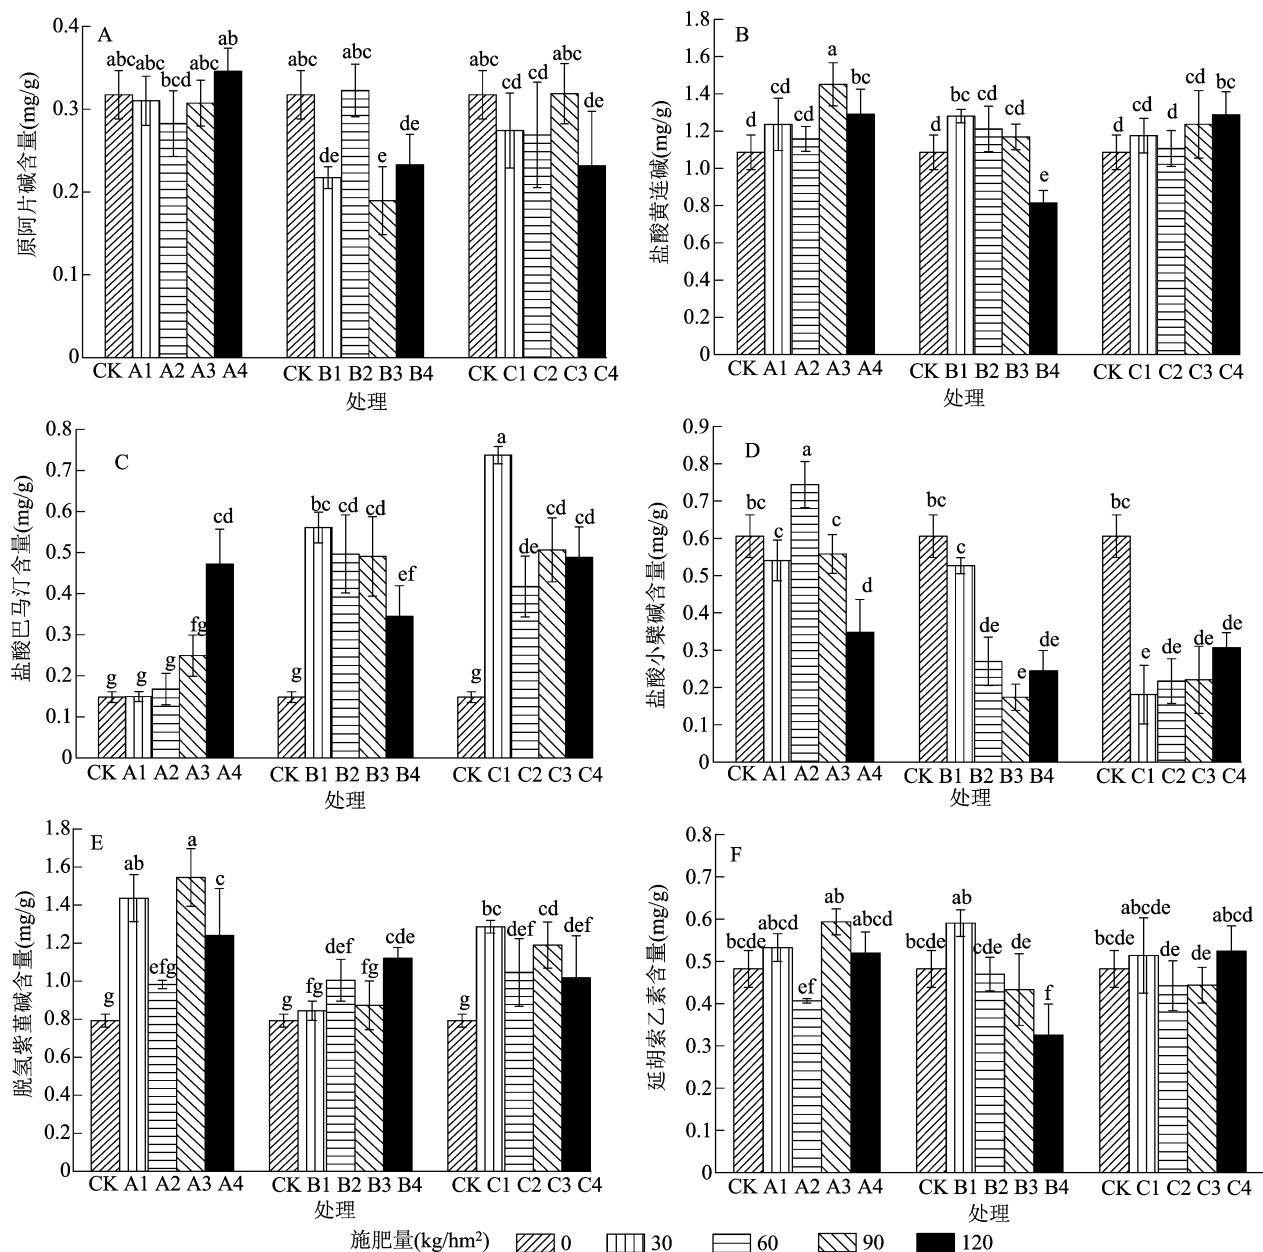 A
原阿片碱含量(mg/g)
0.4
0.3
0.2
0.1
0
abc abc bcd abc ab
abc de abc e de
abc cd cd abc de
CK A1 A2 A3 A4 CK B1 B2 B3 B4 CK C1 C2 C3 C4
处理
B
盐酸黄连碱(mg/g)
1.8
1.6
1.4
1.2
1.0
0.8
0.6
0.4
0.2
0
d cd cd a bc
d bc cd cd e
d cd d cd bc
CK A1 A2 A3 A4 CK B1 B2 B3 B4 CK C1 C2 C3 C4
处理
C
盐酸巴马汀含量(mg/g)
0.8
0.7
0.6
0.5
0.4
0.3
0.2
0.1
0
g g g fg cd
g bc cd cd ef
g a de cd cd
CK A1 A2 A3 A4 CK B1 B2 B3 B4 CK C1 C2 C3 C4
处理
D
盐酸小檗碱含量(mg/g)
0.9
0.8
0.7
0.6
0.5
0.4
0.3
0.2
0.1
0
bc c a c d
bc c de e de
bc e de de de
CK A1 A2 A3 A4 CK B1 B2 B3 B4 CK C1 C2 C3 C4
处理
E
脱氢紫堇碱含量(mg/g)
1.8
1.6
1.4
1.2
1.0
0.8
0.6
0.4
0.2
0
g ab efg a c
g fg def fg cde
g bc def cd def
CK A1 A2 A3 A4 CK B1 B2 B3 B4 CK C1 C2 C3 C4
处理
F
延胡索乙素含量(mg/g)
0.8
0.7
0.6
0.5
0.4
0.3
0.2
0.1
0
bcde abcd ef ab abcd
bcde ab cde de f
bcde abcde de de abcd
CK A1 A2 A3 A4 CK B1 B2 B3 B4 CK C1 C2 C3 C4
处理
施肥量(kg/hm²) 0 30 60 90 120